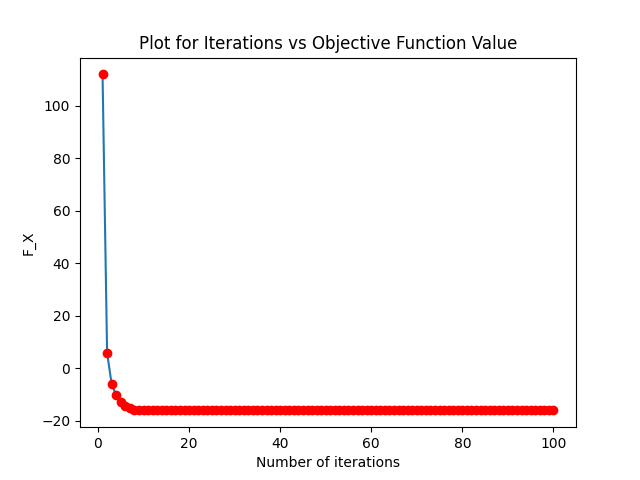 Plot for Iterations vs Objective Function Value
100
80
60
40
20
0
−20
F_X
0 20 40 60 80 100
Number of iterations